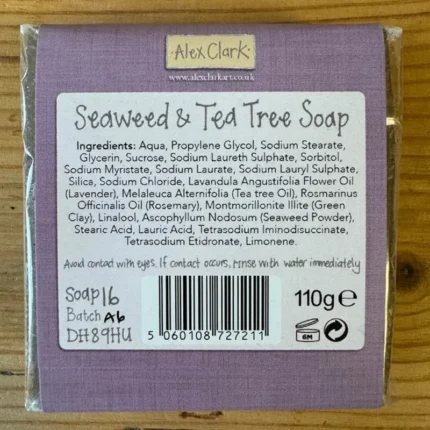 Alex Clark
www.alexclarkart.co.uk
Seaweed & Tea Tree Soap
Ingredients: Aqua, Propylene Glycol, Sodium Stearate,
Glycerin, Sucrose, Sodium Laureth Sulphate, Sorbitol,
Sodium Myristate, Sodium Laurate, Sodium Lauryl Sulphate,
Silica, Sodium Chloride, Lavandula Angustifolia Flower Oil
(Lavender), Melaleuca Alternifolia (Tea tree Oil), Rosmarinus
Officinalis Oil (Rosemary), Montmorillonite Illite (Green
Clay), Linalool, Ascophyllum Nodosum (Seaweed Powder),
Stearic Acid, Lauric Acid, Tetrasodium Iminodisuccinate,
Tetrasodium Etidronate, Limonene.
Avoid contact with eyes. If contact occurs, rinse with water immediately
Soap16
Batch A6
DH89HU
5 060108 727211
110g e
6M